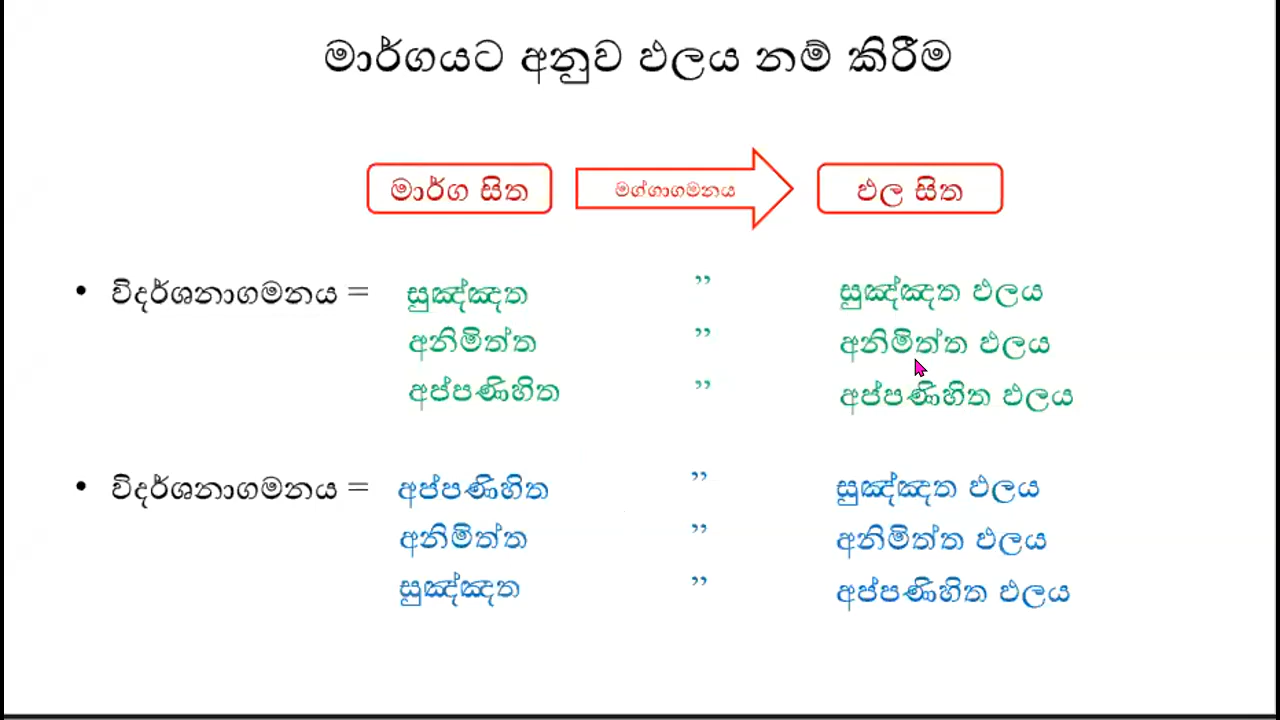 මාර්ගයට අනුව ඵලය නම් කිරීම
මාර්ග සිත මග්ගාගමනය ඵල සිත
• විදර්ශනාගමනය = සුඤ්ඤත ” සුඤ්ඤත ඵලය
අනිමිත්ත ” අනිමිත්ත ඵලය
අප්පණිහිත ” අප්පණිහිත ඵලය
• විදර්ශනාගමනය = අප්පණිහිත ” සුඤ්ඤත ඵලය
අනිමිත්ත ” අනිමිත්ත ඵලය
සුඤ්ඤත ” අප්පණිහිත ඵලය